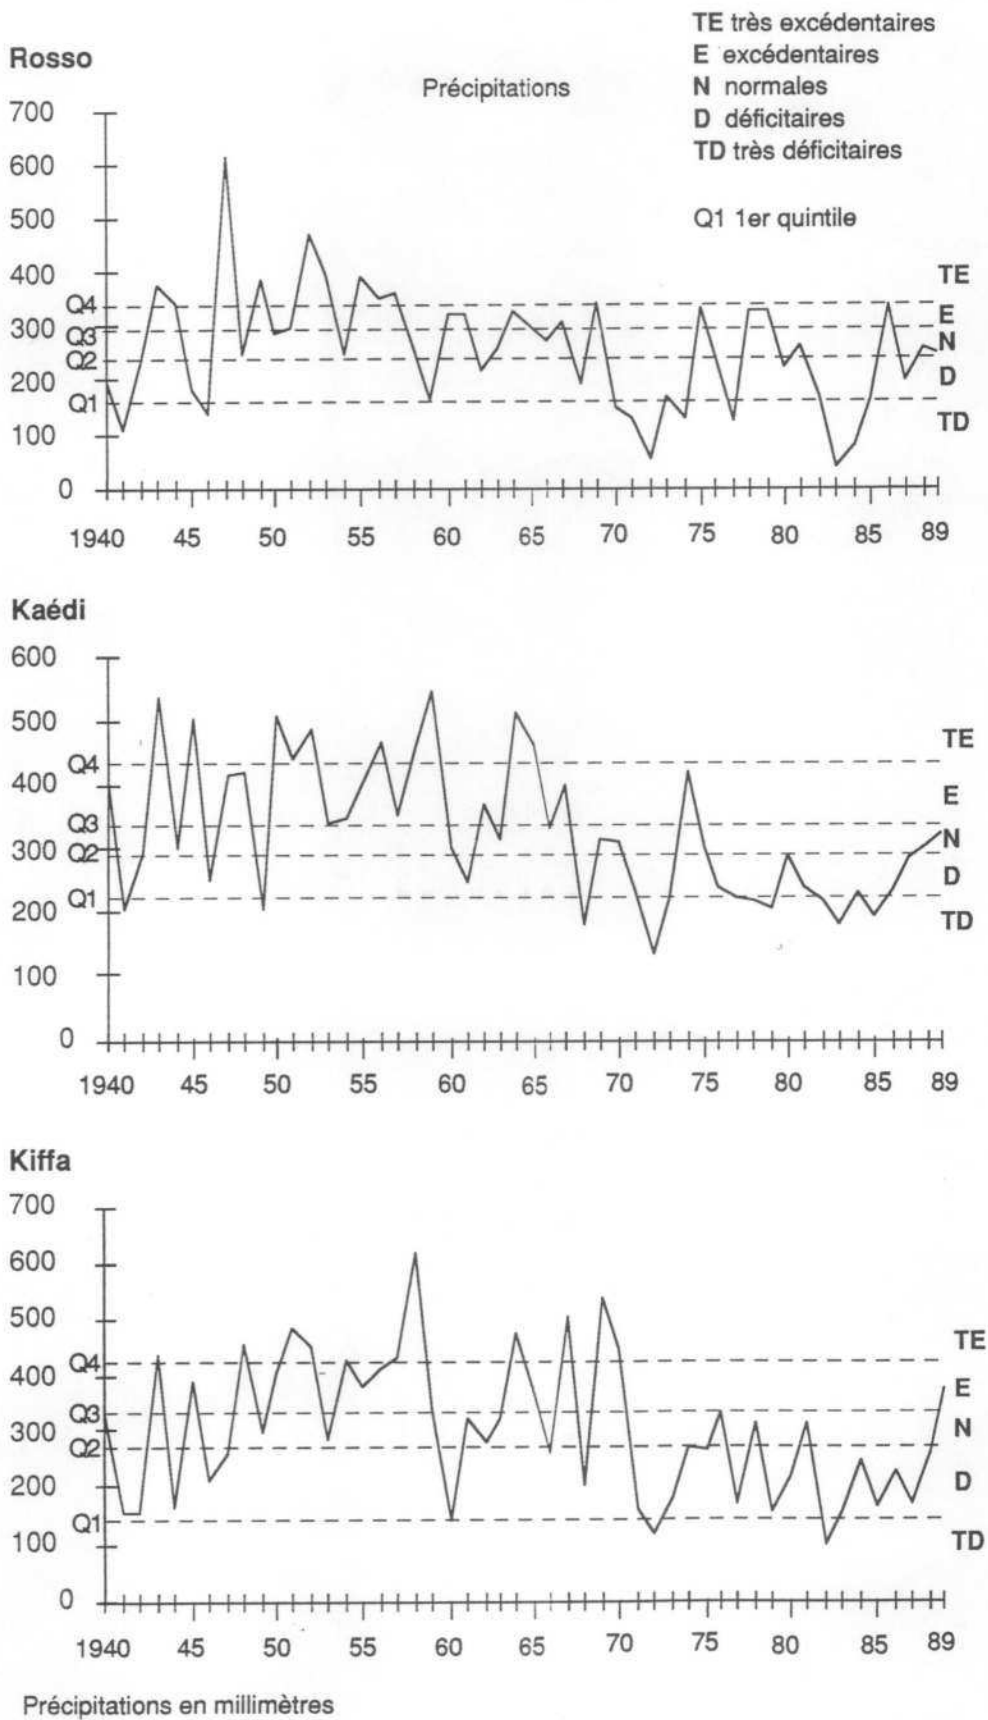 TE très excédentaires
E excédentaires
N normales
D déficitaires
TD très déficitaires
Q1 1er quintile
Précipitations
Rosso
700
600
500
400
300
200
100
0
Q4
Q3
Q2
Q1
TE
E
N
D
TD
1940 45 50 55 60 65 70 75 80 85 89
Kaédi
600
500
400
300
200
100
0
Q4
Q3
Q2
Q1
TE
E
N
D
TD
1940 45 50 55 60 65 70 75 80 85 89
Kiffa
700
600
500
400
300
200
100
0
Q4
Q3
Q2
Q1
TE
E
N
D
TD
1940 45 50 55 60 65 70 75 80 85 89
Précipitations en millimètres